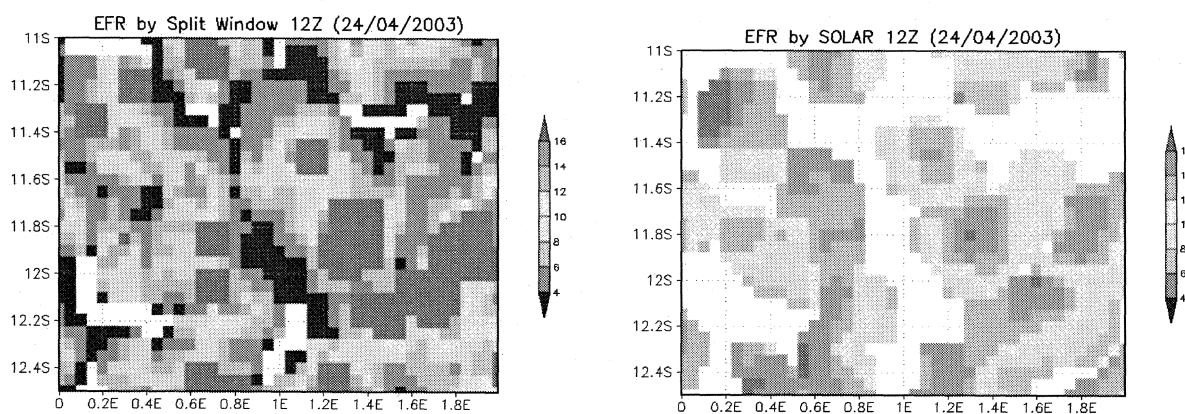 EFR by Split Window 12Z (24/04/2003)
11S
11.2S
11.4S
11.6S
11.8S
12S
12.2S
12.4S
0 0.2E 0.4E 0.6E 0.8E 1E 1.2E 1.4E 1.6E 1.8E
16
14
12
10
8
6
4
EFR by SOLAR 12Z (24/04/2003)
11S
11.2S
11.4S
11.6S
11.8S
12S
12.2S
12.4S
0 0.2E 0.4E 0.6E 0.8E 1E 1.2E 1.4E 1.6E 1.8E
1
1
1
1
8
6
4